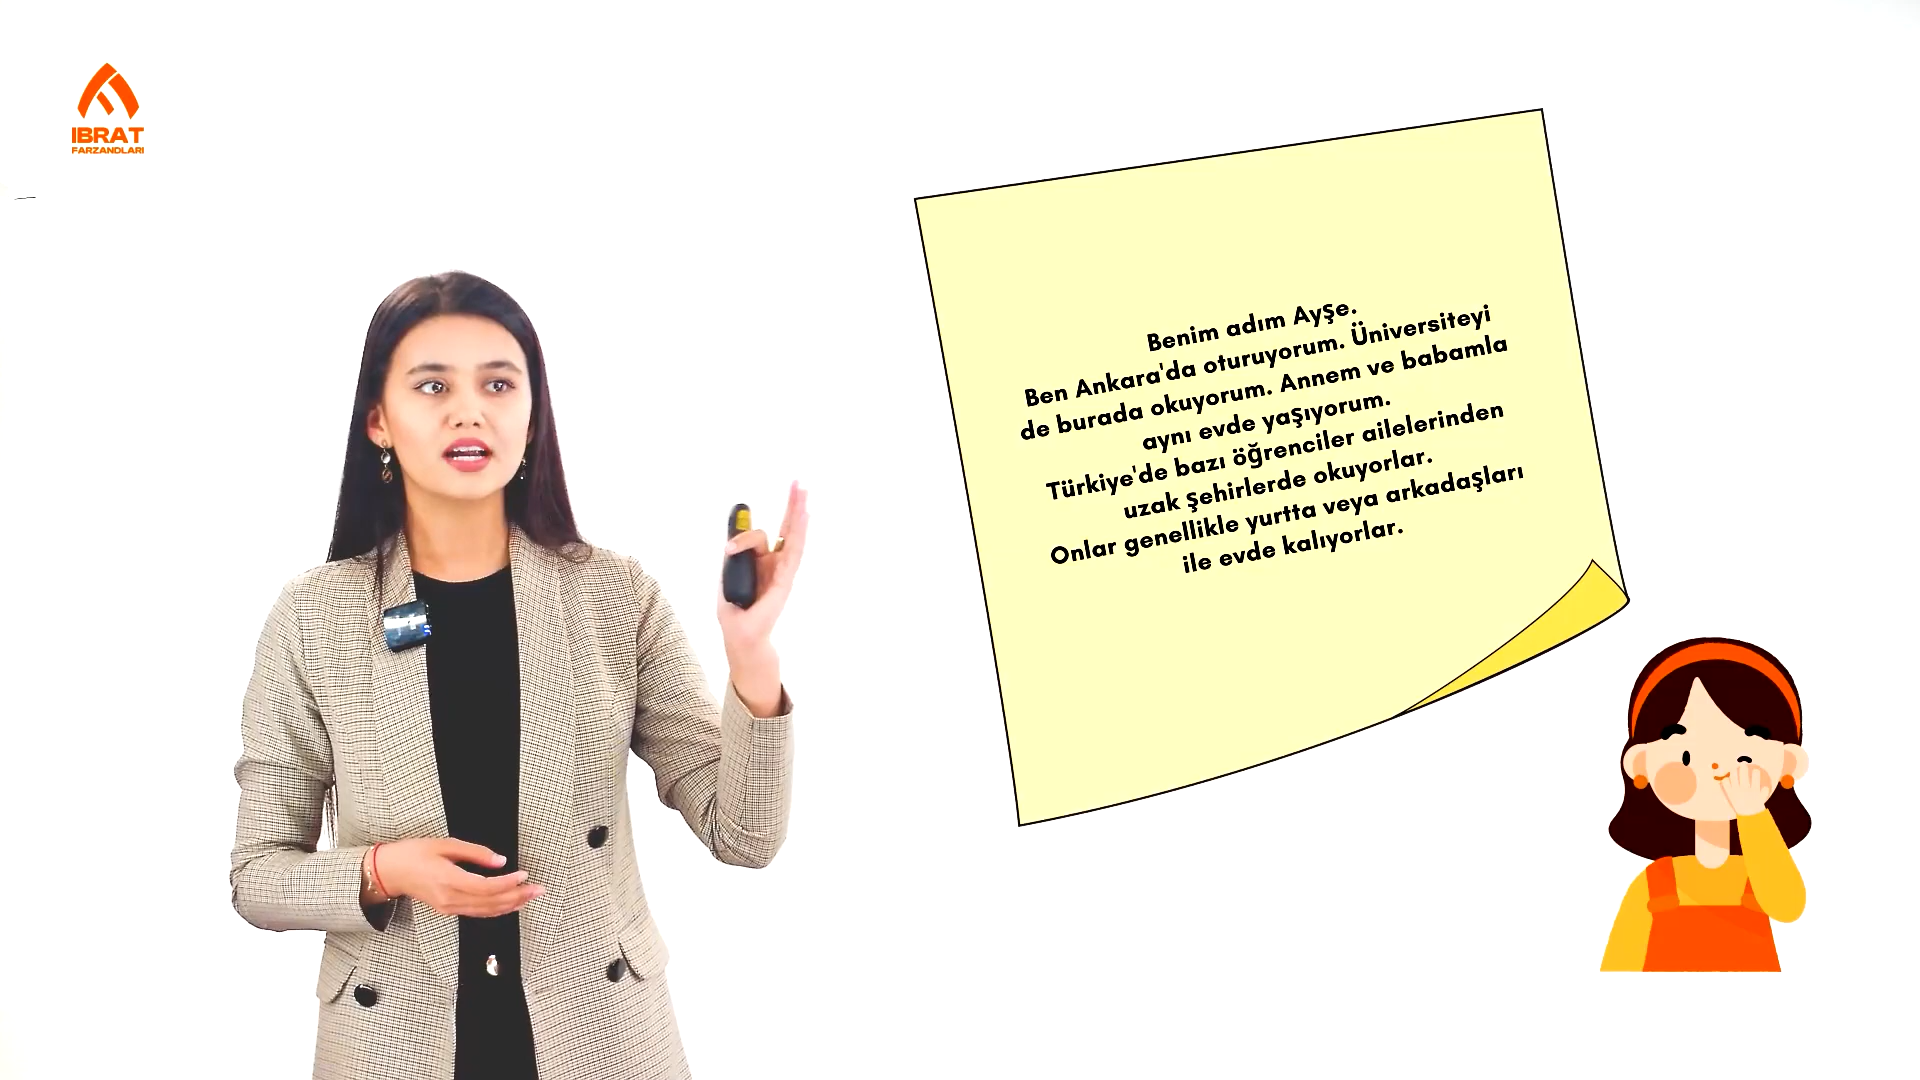 IBRAT
FARZANDLARI
Benim adım Ayşe.
Ben Ankara'da oturuyorum. Üniversiteyi
de burada okuyorum. Annem ve babamla
aynı evde yaşıyorum.
Türkiye'de bazı öğrenciler ailelerinden
uzak şehirlerde okuyorlar.
Onlar genellikle yurtta veya arkadaşları
ile evde kalıyorlar.